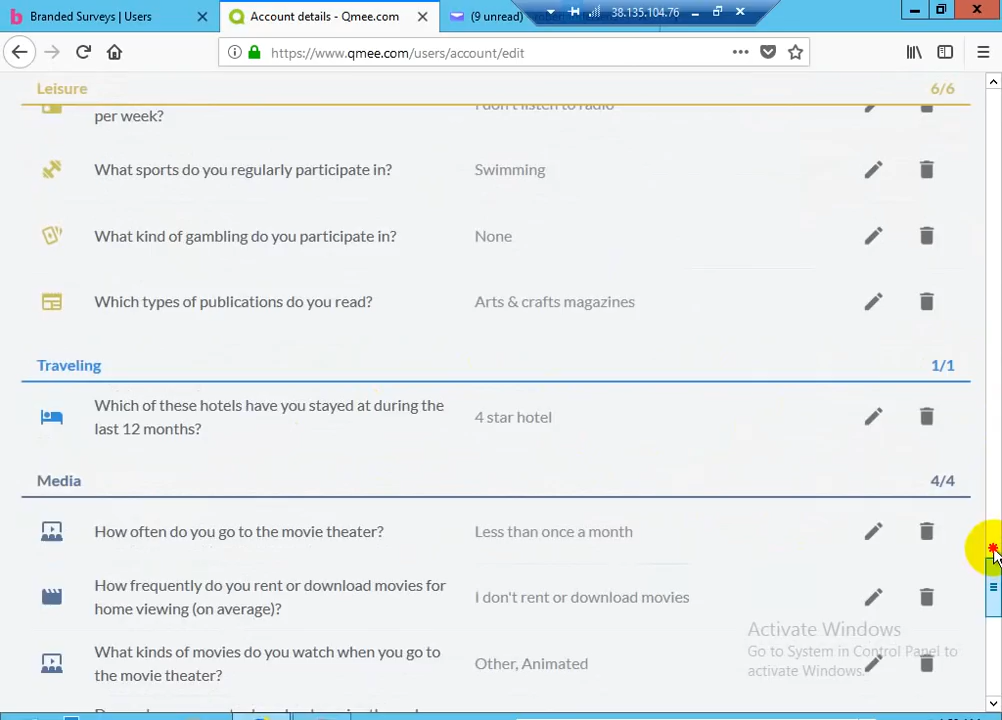 Branded Surveys | Users
Account details - Qmee.com
(9 unread)
38.135.104.76
https://www.qmee.com/users/account/edit
Leisure 6/6
per week? I don't listen to radio
What sports do you regularly participate in? Swimming
What kind of gambling do you participate in? None
Which types of publications do you read? Arts & crafts magazines
Traveling 1/1
Which of these hotels have you stayed at during the
last 12 months?
4 star hotel
Media 4/4
How often do you go to the movie theater? Less than once a month
How frequently do you rent or download movies for
home viewing (on average)?
I don't rent or download movies
What kinds of movies do you watch when you go to
the movie theater?
Other, Animated
Activate Windows
Go to System in Control Panel to
activate Windows.